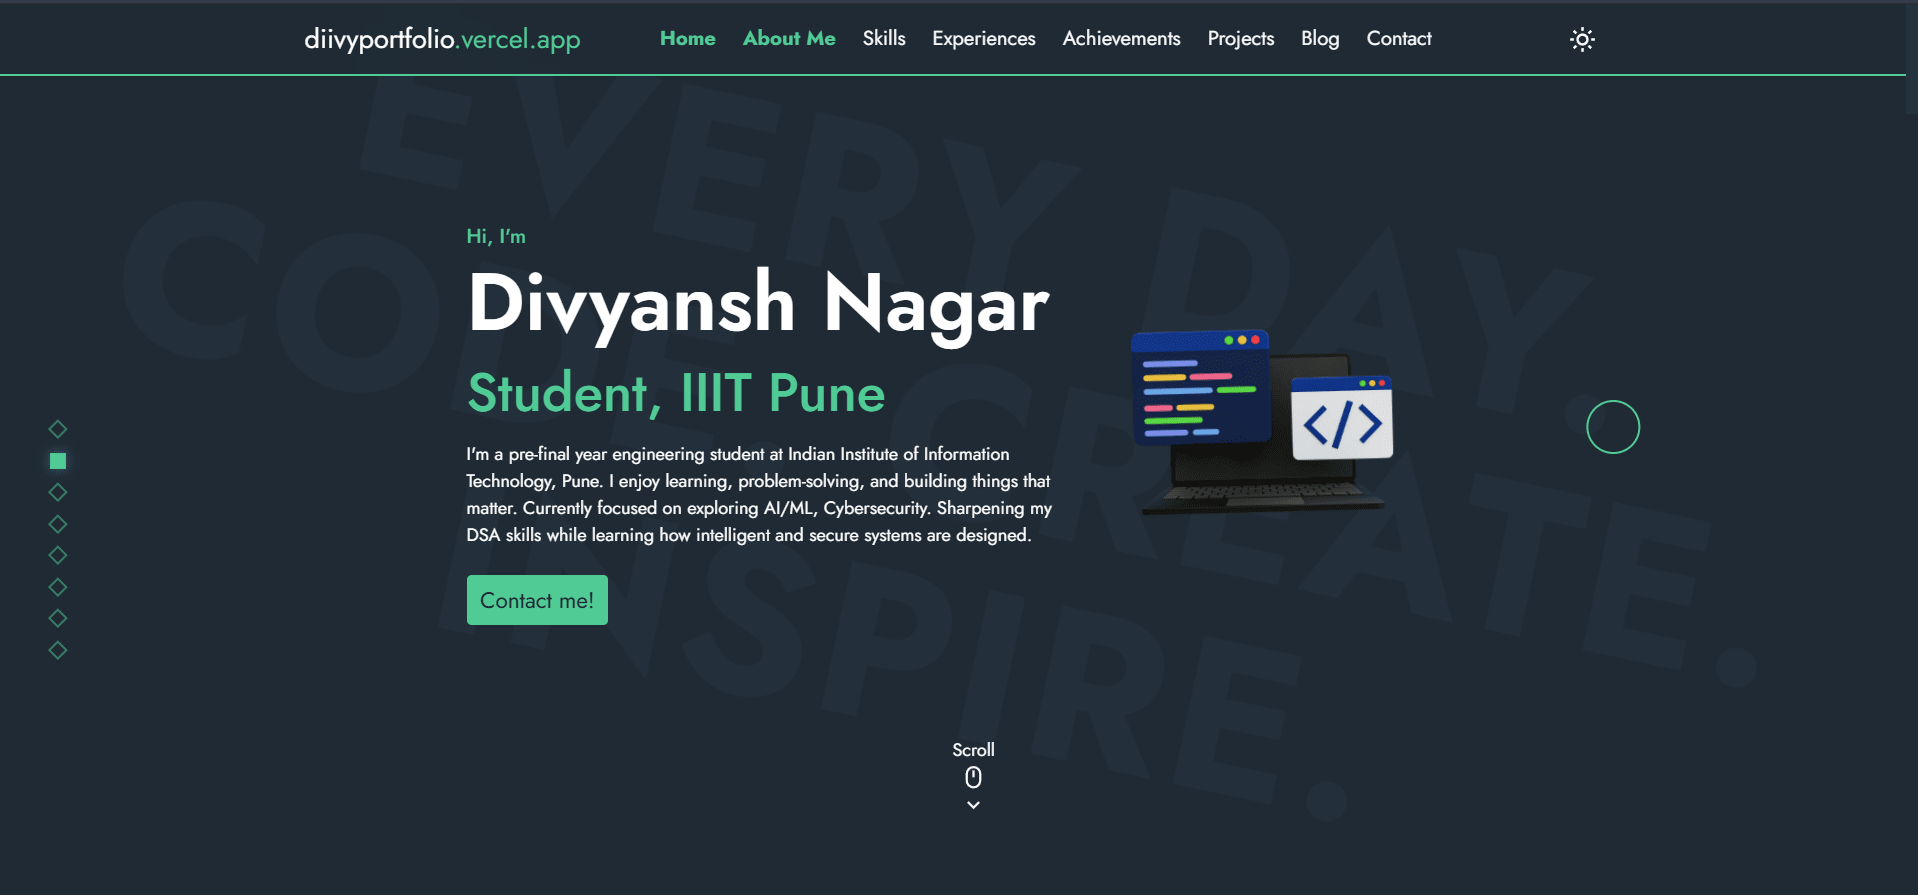 diivyportfolio.vercel.app Home About Me Skills Experiences Achievements Projects Blog Contact
EVERY DAY.
CODE. CREATE.
INSPIRE.
Hi, I'm
Divyansh Nagar
Student, IIIT Pune
I'm a pre-final year engineering student at Indian Institute of Information
Technology, Pune. I enjoy learning, problem-solving, and building things that
matter. Currently focused on exploring AI/ML, Cybersecurity. Sharpening my
DSA skills while learning how intelligent and secure systems are designed.
</>
Contact me!
Scroll